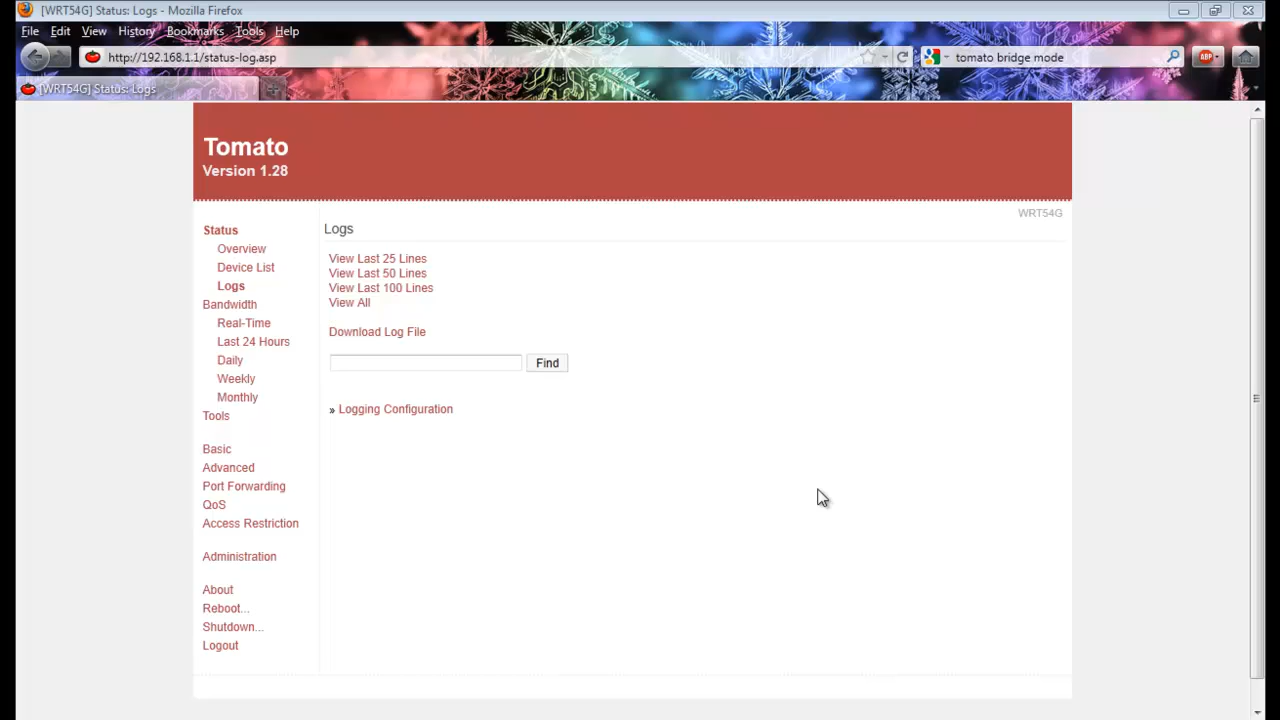 [WRT54G] Status: Logs - Mozilla Firefox
File Edit View History Bookmarks Tools Help
http://192.168.1.1/status-log.asp
tomato bridge mode
ABP
[WRT54G] Status: Logs
Tomato
Version 1.28
WRT54G
Status
Overview
Device List
Logs
Bandwidth
Real-Time
Last 24 Hours
Daily
Weekly
Monthly
Tools
Basic
Advanced
Port Forwarding
QoS
Access Restriction
Administration
About
Reboot...
Shutdown...
Logout
Logs
View Last 25 Lines
View Last 50 Lines
View Last 100 Lines
View All
Download Log File
Find
» Logging Configuration